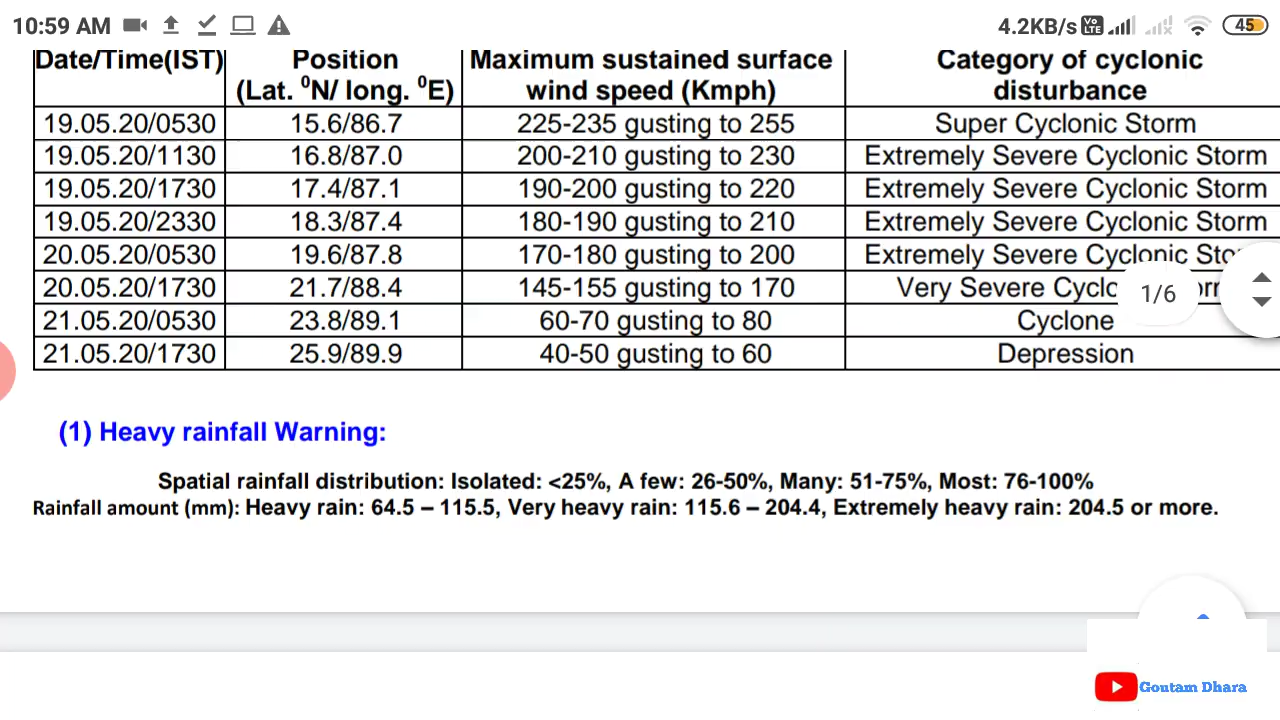 10:59 AM 4.2KB/s Vo LTE 45
Date/Time(IST) Position Maximum sustained surface Category of cyclonic
(Lat. ⁰N/ long. ⁰E) wind speed (Kmph) disturbance
19.05.20/0530 15.6/86.7 225-235 gusting to 255 Super Cyclonic Storm
19.05.20/1130 16.8/87.0 200-210 gusting to 230 Extremely Severe Cyclonic Storm
19.05.20/1730 17.4/87.1 190-200 gusting to 220 Extremely Severe Cyclonic Storm
19.05.20/2330 18.3/87.4 180-190 gusting to 210 Extremely Severe Cyclonic Storm
20.05.20/0530 19.6/87.8 170-180 gusting to 200 Extremely Severe Cyclonic
20.05.20/1730 21.7/88.4 145-155 gusting to 170 Very Severe
1/6
21.05.20/0530 23.8/89.1 60-70 gusting to 80 Cyclone
21.05.20/1730 25.9/89.9 40-50 gusting to 60 Depression
(1) Heavy rainfall Warning:
Spatial rainfall distribution: Isolated: <25%, A few: 26-50%, Many: 51-75%, Most: 76-100%
Rainfall amount (mm): Heavy rain: 64.5 – 115.5, Very heavy rain: 115.6 – 204.4, Extremely heavy rain: 204.5 or more.
Goutam Dhara